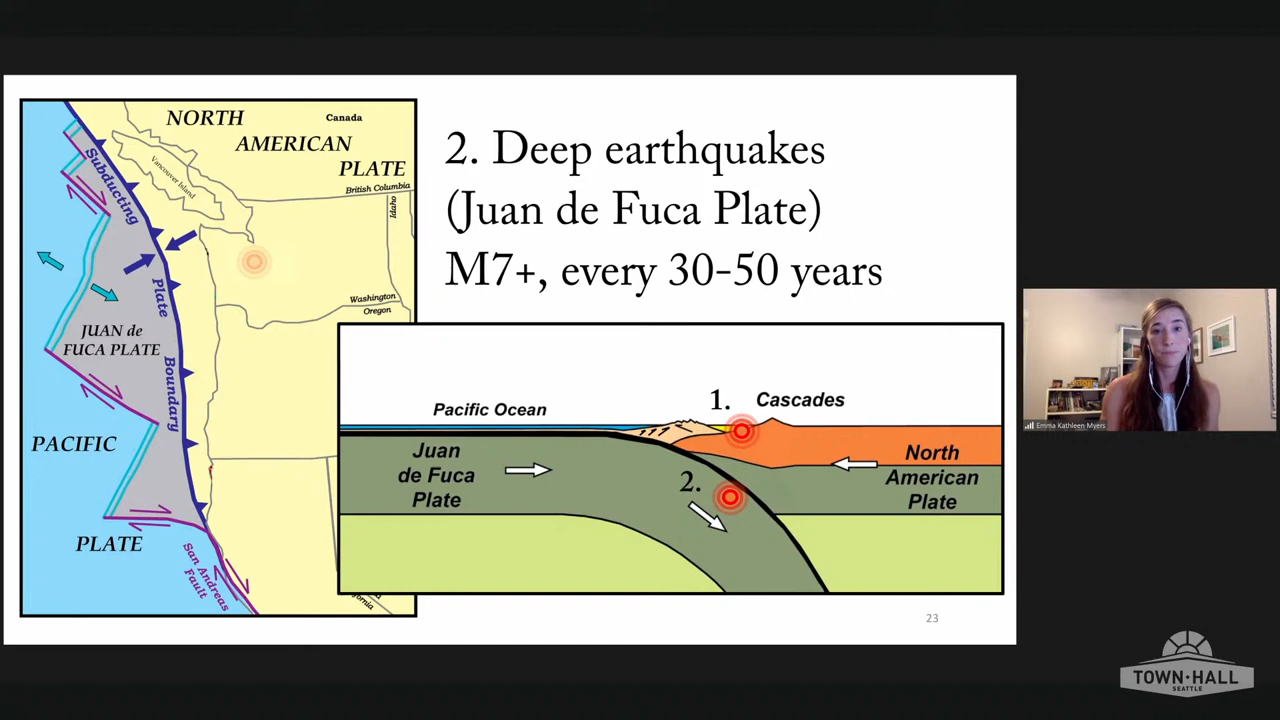 NORTH
AMERICAN
PLATE
Canada
British Columbia
Idaho
Vancouver Island
Subducting
Plate
Boundary
Washington
Oregon
JUAN de
FUCA PLATE
PACIFIC
PLATE
San Andreas
Fault
2. Deep earthquakes
(Juan de Fuca Plate)
M7+, every 30-50 years
Pacific Ocean
1.
Cascades
Juan
de Fuca
Plate
2.
North
American
Plate
23
Emma Kathleen Myers
TOWN·HALL
SEATTLE